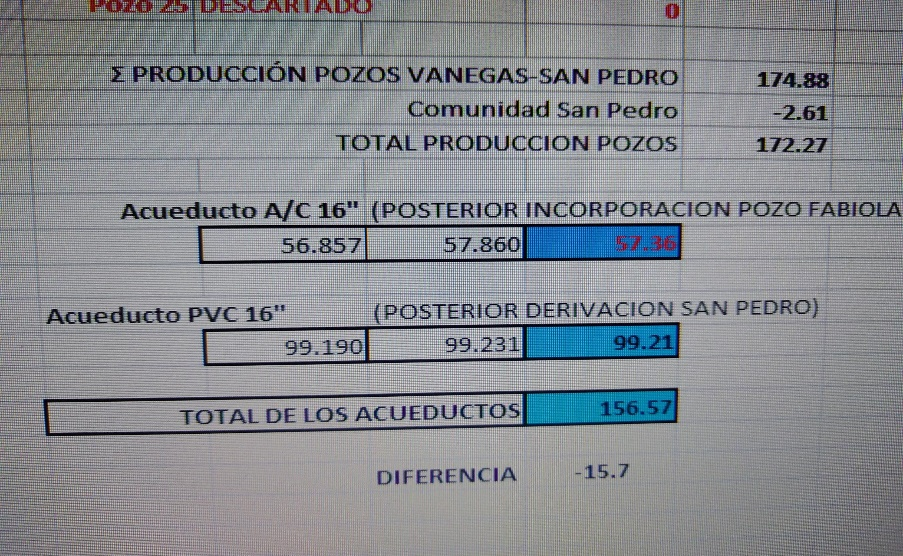 POZO 25 DESCARTADO 0
Σ PRODUCCIÓN POZOS VANEGAS-SAN PEDRO 174.88
Comunidad San Pedro -2.61
TOTAL PRODUCCION POZOS 172.27
Acueducto A/C 16" (POSTERIOR INCORPORACION POZO FABIOLA
56.857 57.860 57.36
Acueducto PVC 16" (POSTERIOR DERIVACION SAN PEDRO)
99.190 99.231 99.21
TOTAL DE LOS ACUEDUCTOS 156.57
DIFERENCIA -15.7